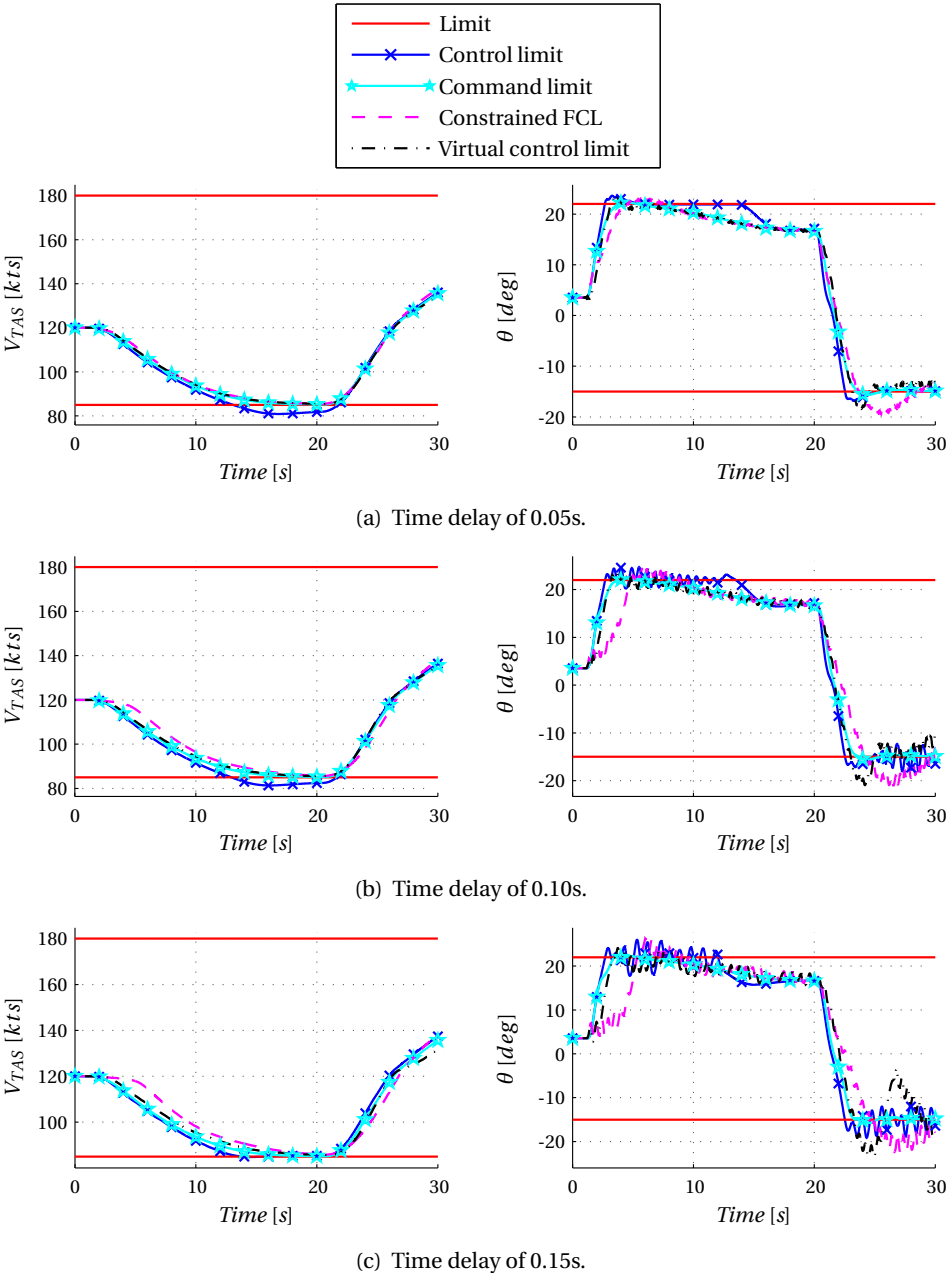 Limit
Control limit
Command limit
Constrained FCL
Virtual control limit
180
160
140
120
100
80
V_TAS [kts]
0 10 20 30
Time [s]
20
10
0
-10
-20
θ [deg]
0 10 20 30
Time [s]
(a) Time delay of 0.05s.
180
160
140
120
100
80
V_TAS [kts]
0 10 20 30
Time [s]
20
10
0
-10
-20
θ [deg]
0 10 20 30
Time [s]
(b) Time delay of 0.10s.
180
160
140
120
100
V_TAS [kts]
0 10 20 30
Time [s]
20
10
0
-10
-20
θ [deg]
0 10 20 30
Time [s]
(c) Time delay of 0.15s.